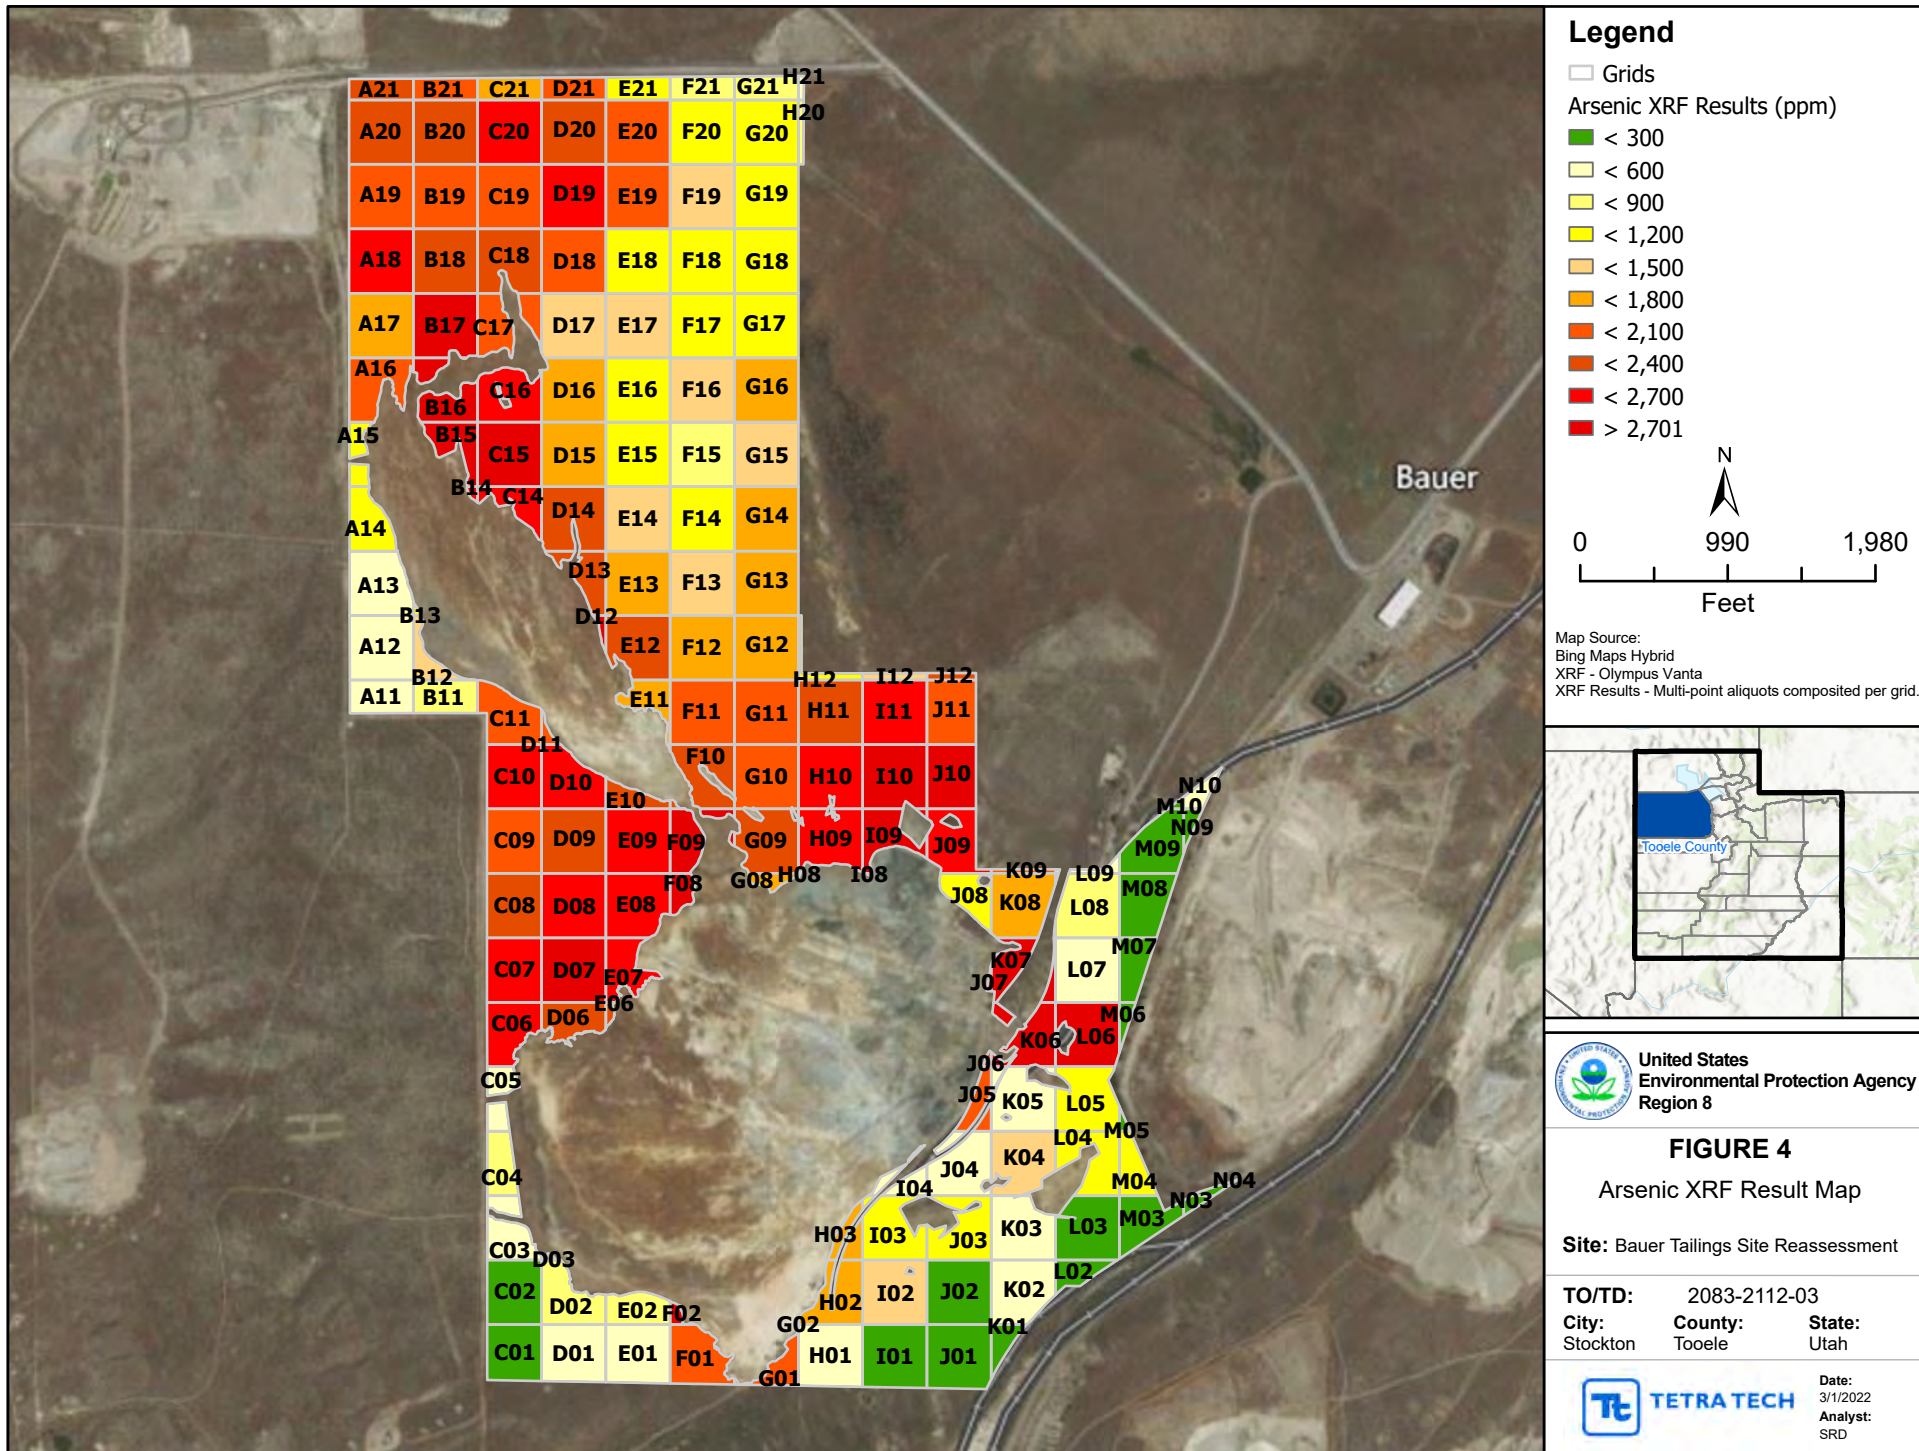 A21 B21 C21 D21 E21 F21 G21 H21
H20
A20 B20 C20 D20 E20 F20 G20
A19 B19 C19 D19 E19 F19 G19
A18 B18 C18 D18 E18 F18 G18
A17 B17 C17 D17 E17 F17 G17
A16 B16 C16 D16 E16 F16 G16
A15 B15 C15 D15 E15 F15 G15
A14 B14 C14 D14 E14 F14 G14
A13 B13 D13 E13 F13 G13
A12 B12 D12 E12 F12 G12 H12 I12 J12
A11 B11 C11 D11 E11 F11 G11 H11 I11 J11
C10 D10 E10 F10 G10 H10 I10 J10 M10 N10
C09 D09 E09 F09 G09 H09 I09 J09 K09 L09 M09 N09
C08 D08 E08 F08 G08 H08 I08 J08 K08 L08 M08
C07 D07 E07 J07 K07 L07 M07
C06 D06 E06 J06 K06 L06 M06
C05 J05 K05 L05 M05
C04 I04 J04 K04 L04 M04 N04
C03 D03 H03 I03 J03 K03 L03 M03 N03
C02 D02 E02 F02 G02 H02 I02 J02 K02 L02
C01 D01 E01 F01 G01 H01 I01 J01 K01
Bauer
Legend
Grids
Arsenic XRF Results (ppm)
< 300
< 600
< 900
< 1,200
< 1,500
< 1,800
< 2,100
< 2,400
< 2,700
> 2,701
N
0 990 1,980
Feet
Map Source:
Bing Maps Hybrid
XRF - Olympus Vanta
XRF Results - Multi-point aliquots composited per grid.
Tooele County
UNITED STATES
ENVIRONMENTAL PROTECTION AGENCY
United States
Environmental Protection Agency
Region 8
FIGURE 4
Arsenic XRF Result Map
Site: Bauer Tailings Site Reassessment
TO/TD: 2083-2112-03
City: County: State:
Stockton Tooele Utah
Tt TETRA TECH
Date:
3/1/2022
Analyst:
SRD